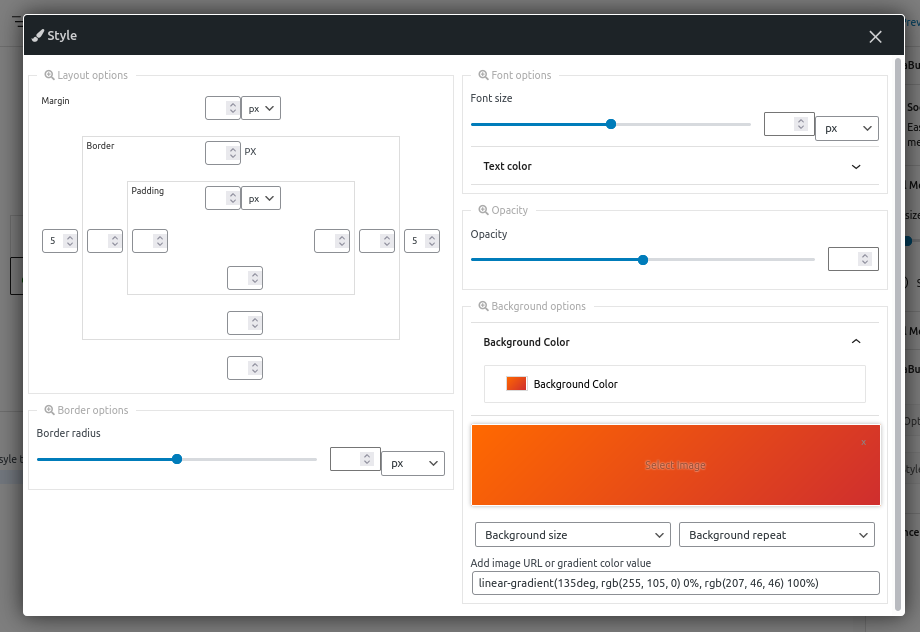 Style
Layout options
Margin
px
Border
PX
Padding
px
5
5
Border options
Border radius
px
Font options
Font size
px
Text color
Opacity
Opacity
Background options
Background Color
Background Color
x
Select Image
Background size
Background repeat
Add image URL or gradient color value
linear-gradient(135deg, rgb(255, 105, 0) 0%, rgb(207, 46, 46) 100%)